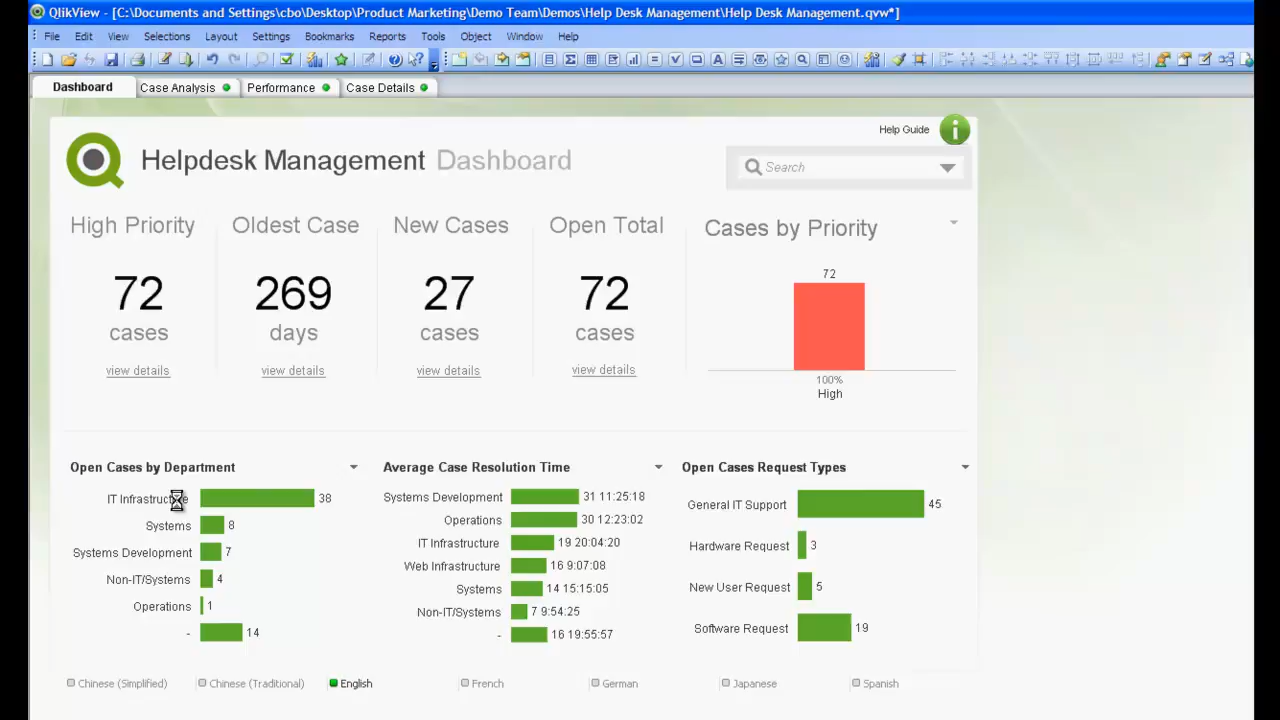 QlikView - [C:\Documents and Settings\cbo\Desktop\Product Marketing\Demo Team\Demos\Help Desk Management\Help Desk Management.qvw*]
File Edit View Selections Layout Settings Bookmarks Reports Tools Object Window Help
Dashboard Case Analysis Performance Case Details
Help Guide
Helpdesk Management Dashboard
Search
High Priority Oldest Case New Cases Open Total Cases by Priority
72 269 27 72
cases days cases cases
view details view details view details view details
72
100%
High
Open Cases by Department
IT Infrastructure 38
Systems 8
Systems Development 7
Non-IT/Systems 4
Operations 1
- 14
Average Case Resolution Time
Systems Development 31 11:25:18
Operations 30 12:23:02
IT Infrastructure 19 20:04:20
Web Infrastructure 16 9:07:08
Systems 14 15:15:05
Non-IT/Systems 7 9:54:25
- 16 19:55:57
Open Cases Request Types
General IT Support 45
Hardware Request 3
New User Request 5
Software Request 19
Chinese (Simplified) Chinese (Traditional) English French German Japanese Spanish